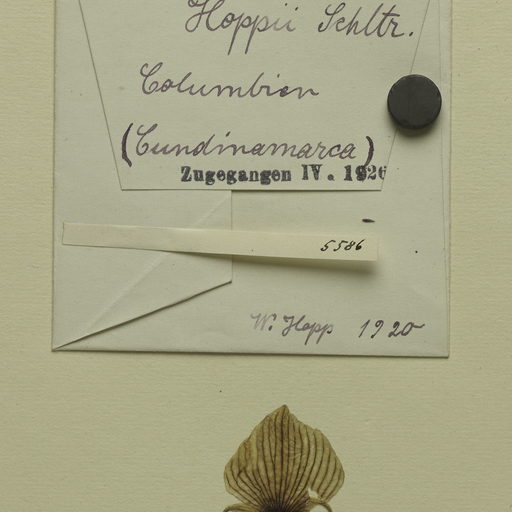 Hoppii Schltr.
Columbien
(Cundinamarca)
Zugegangen IV. 1926
5586
W. Hopp 1920